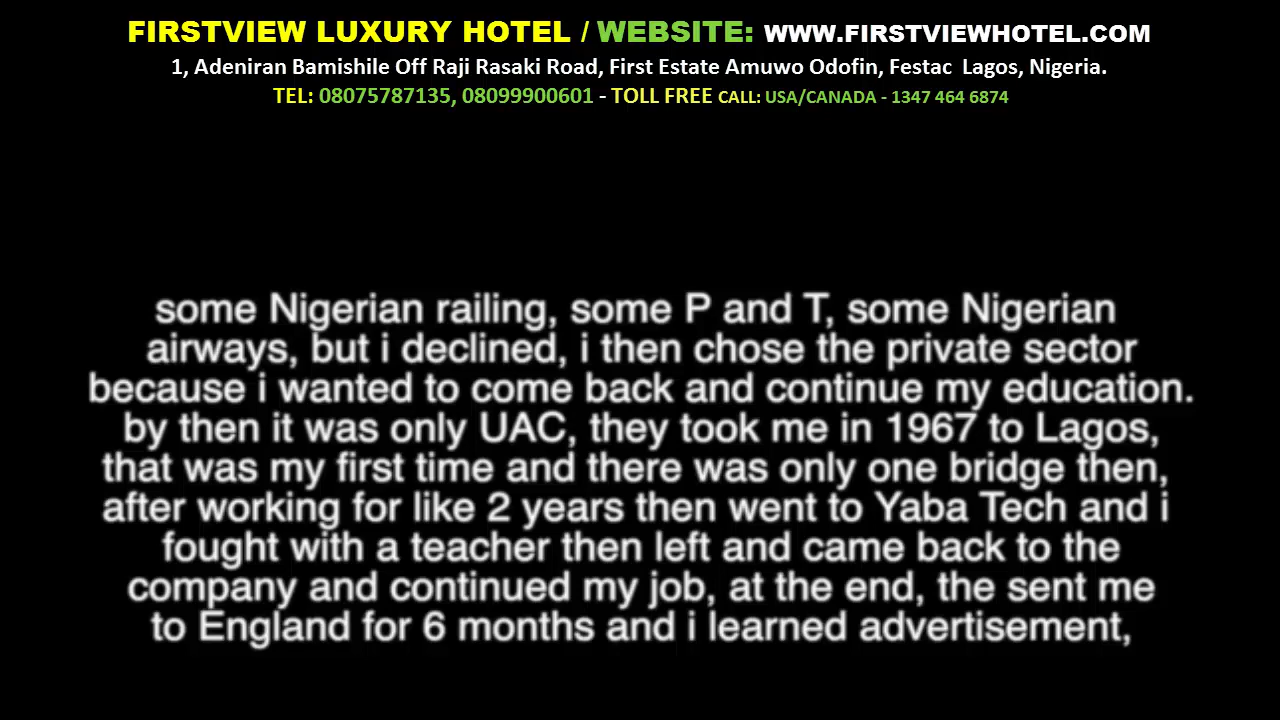 FIRSTVIEW LUXURY HOTEL / WEBSITE: WWW.FIRSTVIEWHOTEL.COM
1, Adeniran Bamishile Off Raji Rasaki Road, First Estate Amuwo Odofin, Festac Lagos, Nigeria.
TEL: 08075787135, 08099900601 - TOLL FREE CALL: USA/CANADA - 1347 464 6874
some Nigerian railing, some P and T, some Nigerian
airways, but i declined, i then chose the private sector
because i wanted to come back and continue my education.
by then it was only UAC, they took me in 1967 to Lagos,
that was my first time and there was only one bridge then,
after working for like 2 years then went to Yaba Tech and i
fought with a teacher then left and came back to the
company and continued my job, at the end, the sent me
to England for 6 months and i learned advertisement,